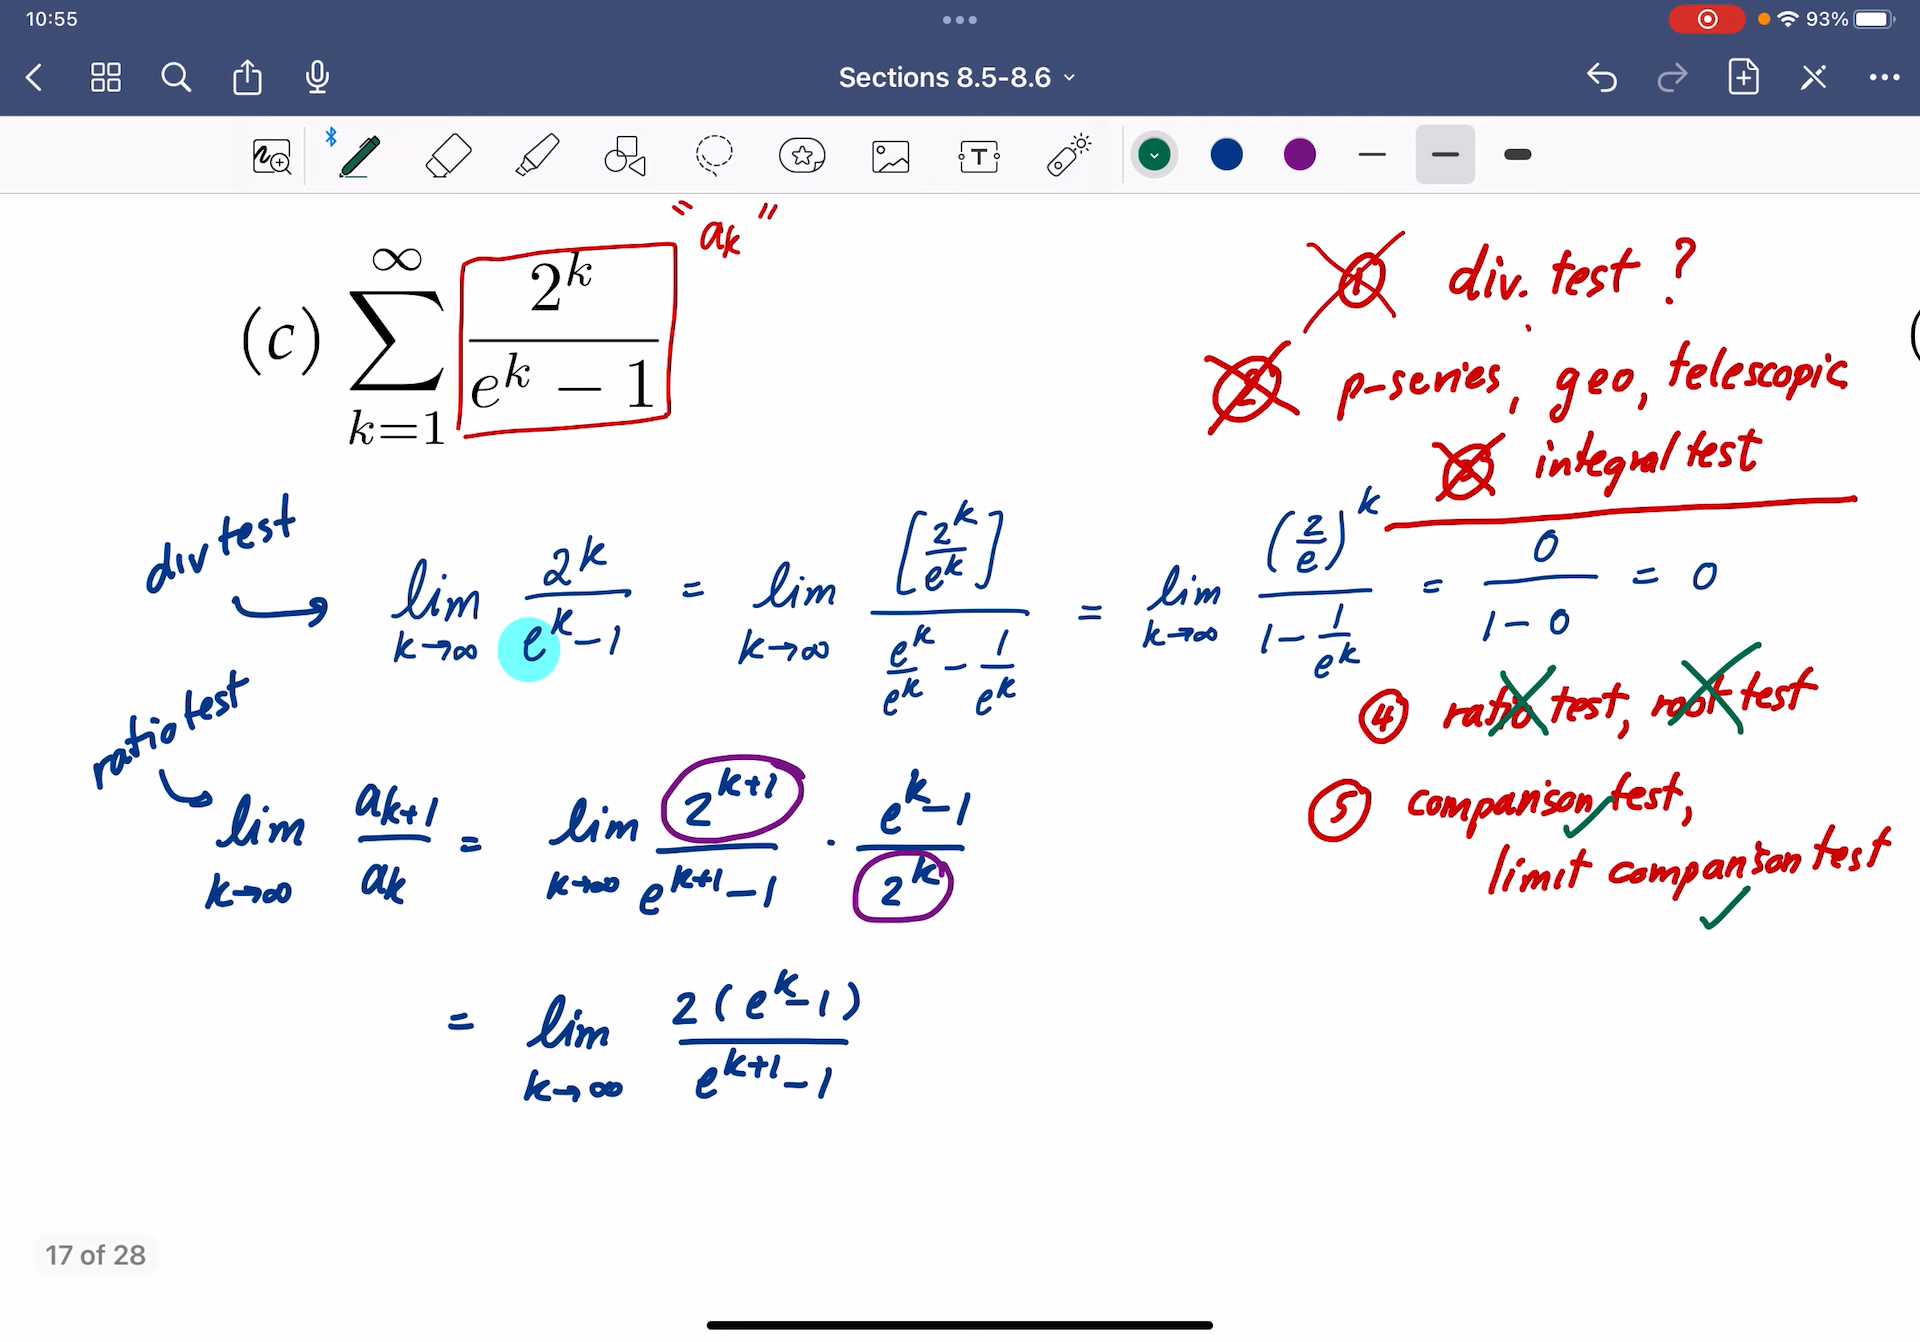 10:55
93%
Sections 8.5-8.6
T
"ak"
(c) ∑_{k=1}^{∞} 2^k / (e^k − 1)
① div. test ?
② p-series, geo, telescopic
③ integral test
div test
lim_{k→∞} 2^k / (e^k − 1) = lim_{k→∞} [2^k / e^k] / (e^k / e^k − 1 / e^k) = lim_{k→∞} (2/e)^k / (1 − 1/e^k) = 0 / (1 − 0) = 0
④ ratio test, root test
ratio test
lim_{k→∞} a_{k+1} / a_k = lim_{k→∞} 2^{k+1} / (e^{k+1} − 1) · (e^k − 1) / 2^k
⑤ comparison test,
limit comparison test
= lim_{k→∞} 2(e^k − 1) / (e^{k+1} − 1)
17 of 28